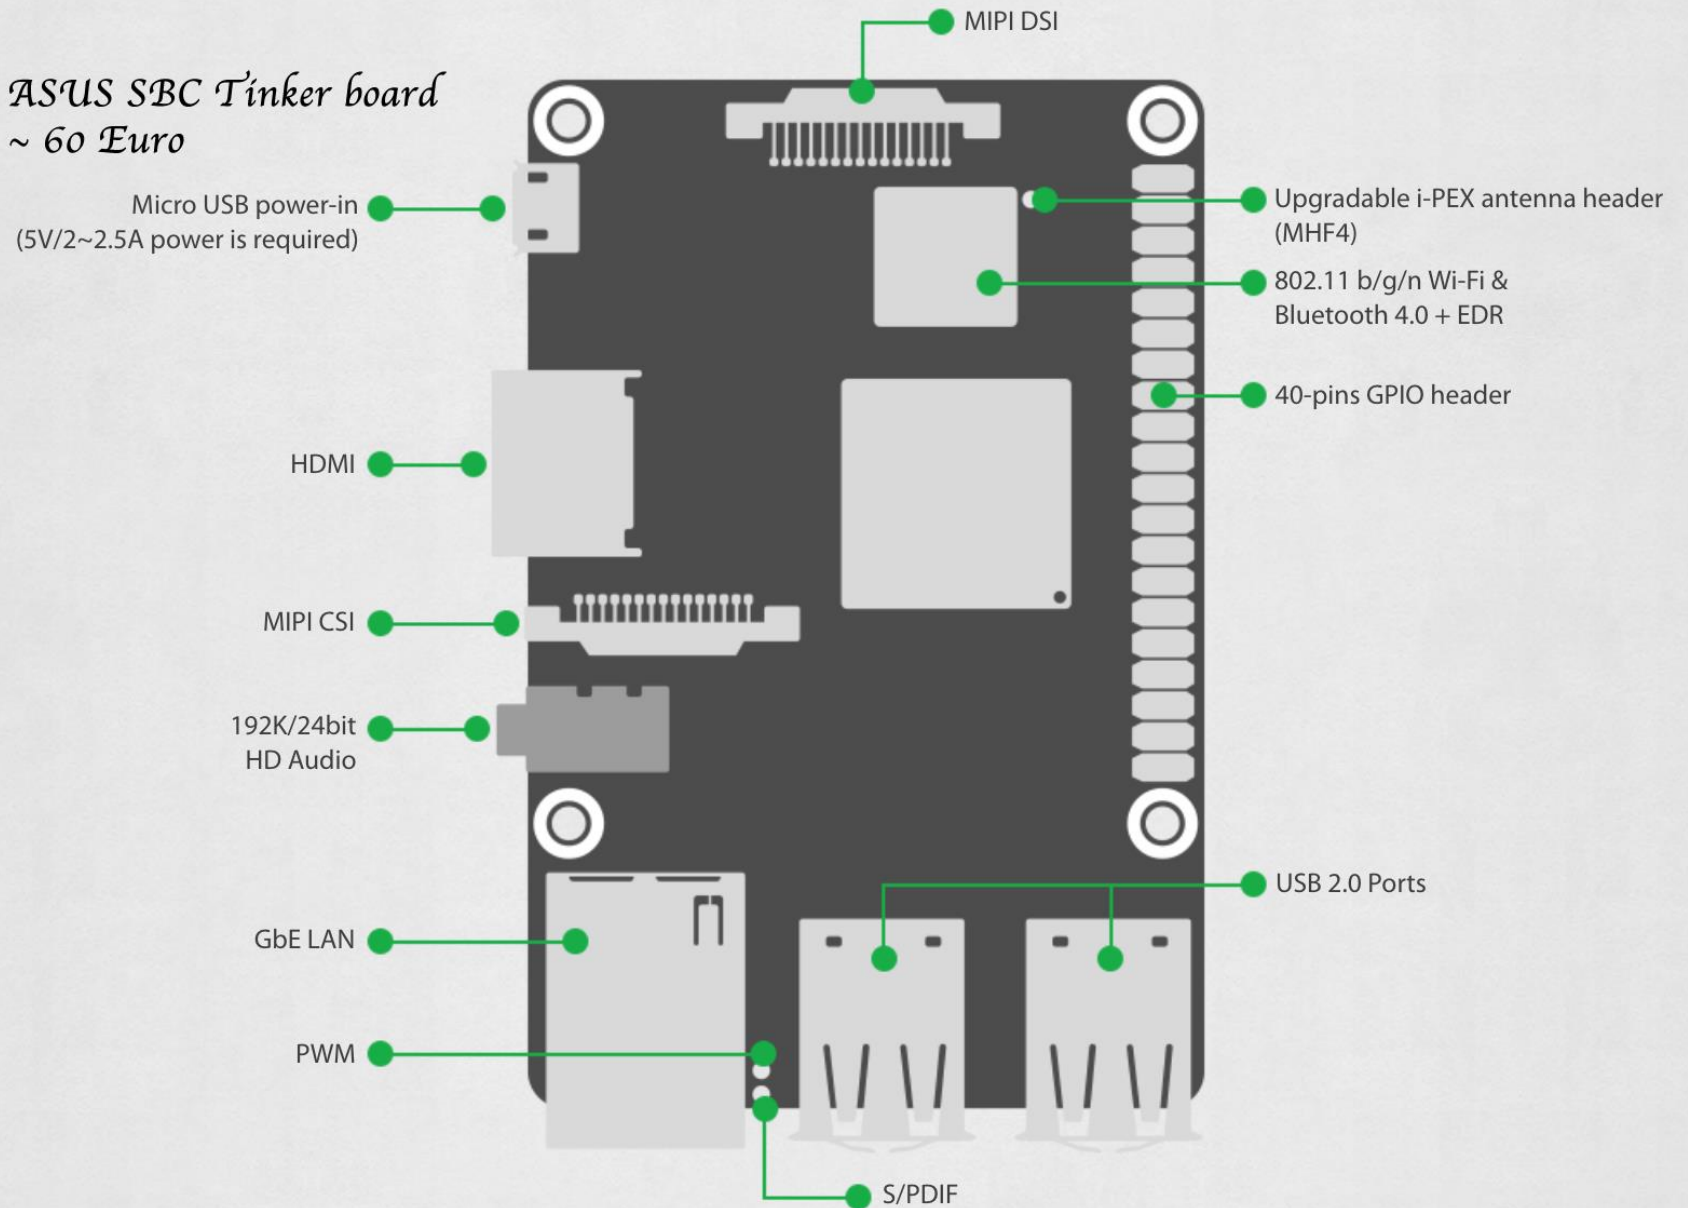 MIPI DSI
ASUS SBC Tinker board
~ 60 Euro
Micro USB power-in
(5V/2~2.5A power is required)
Upgradable i-PEX antenna header
(MHF4)
802.11 b/g/n Wi-Fi &
Bluetooth 4.0 + EDR
40-pins GPIO header
HDMI
MIPI CSI
192K/24bit
HD Audio
USB 2.0 Ports
GbE LAN
PWM
S/PDIF